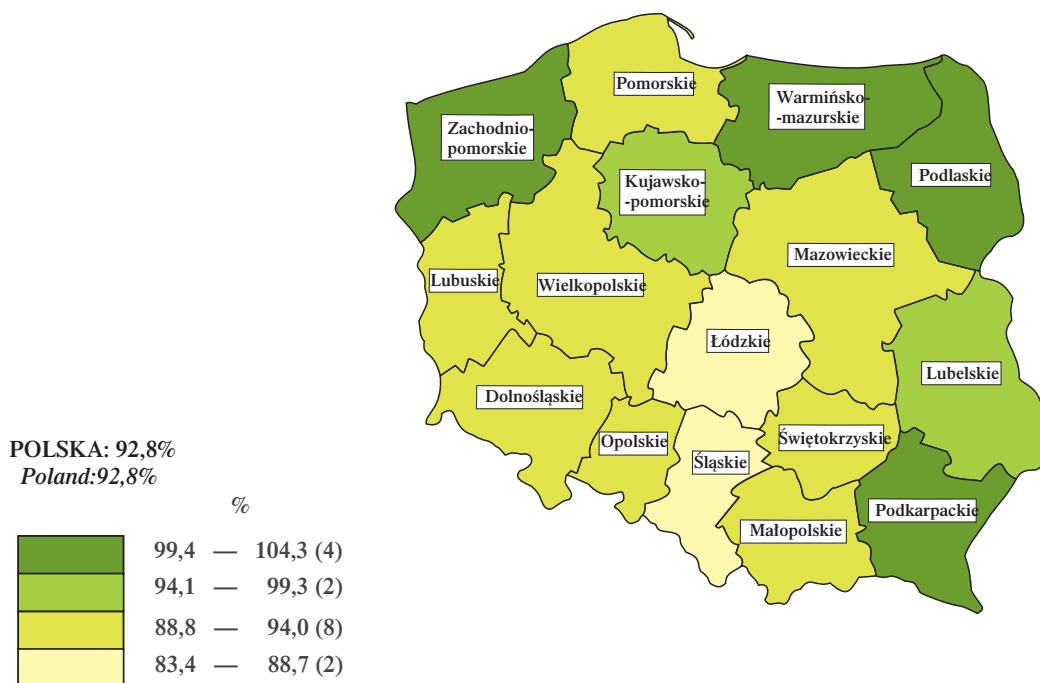 Pomorskie
Warmińsko-
-mazurskie
Zachodnio-
pomorskie
Podlaskie
Kujawsko-
-pomorskie
Mazowieckie
Lubuskie
Wielkopolskie
Łódzkie
Lubelskie
Dolnośląskie
Opolskie
Świętokrzyskie
Śląskie
Podkarpackie
Małopolskie
POLSKA: 92,8%
Poland:92,8%
%
99,4 — 104,3 (4)
94,1 — 99,3 (2)
88,8 — 94,0 (8)
83,4 — 88,7 (2)